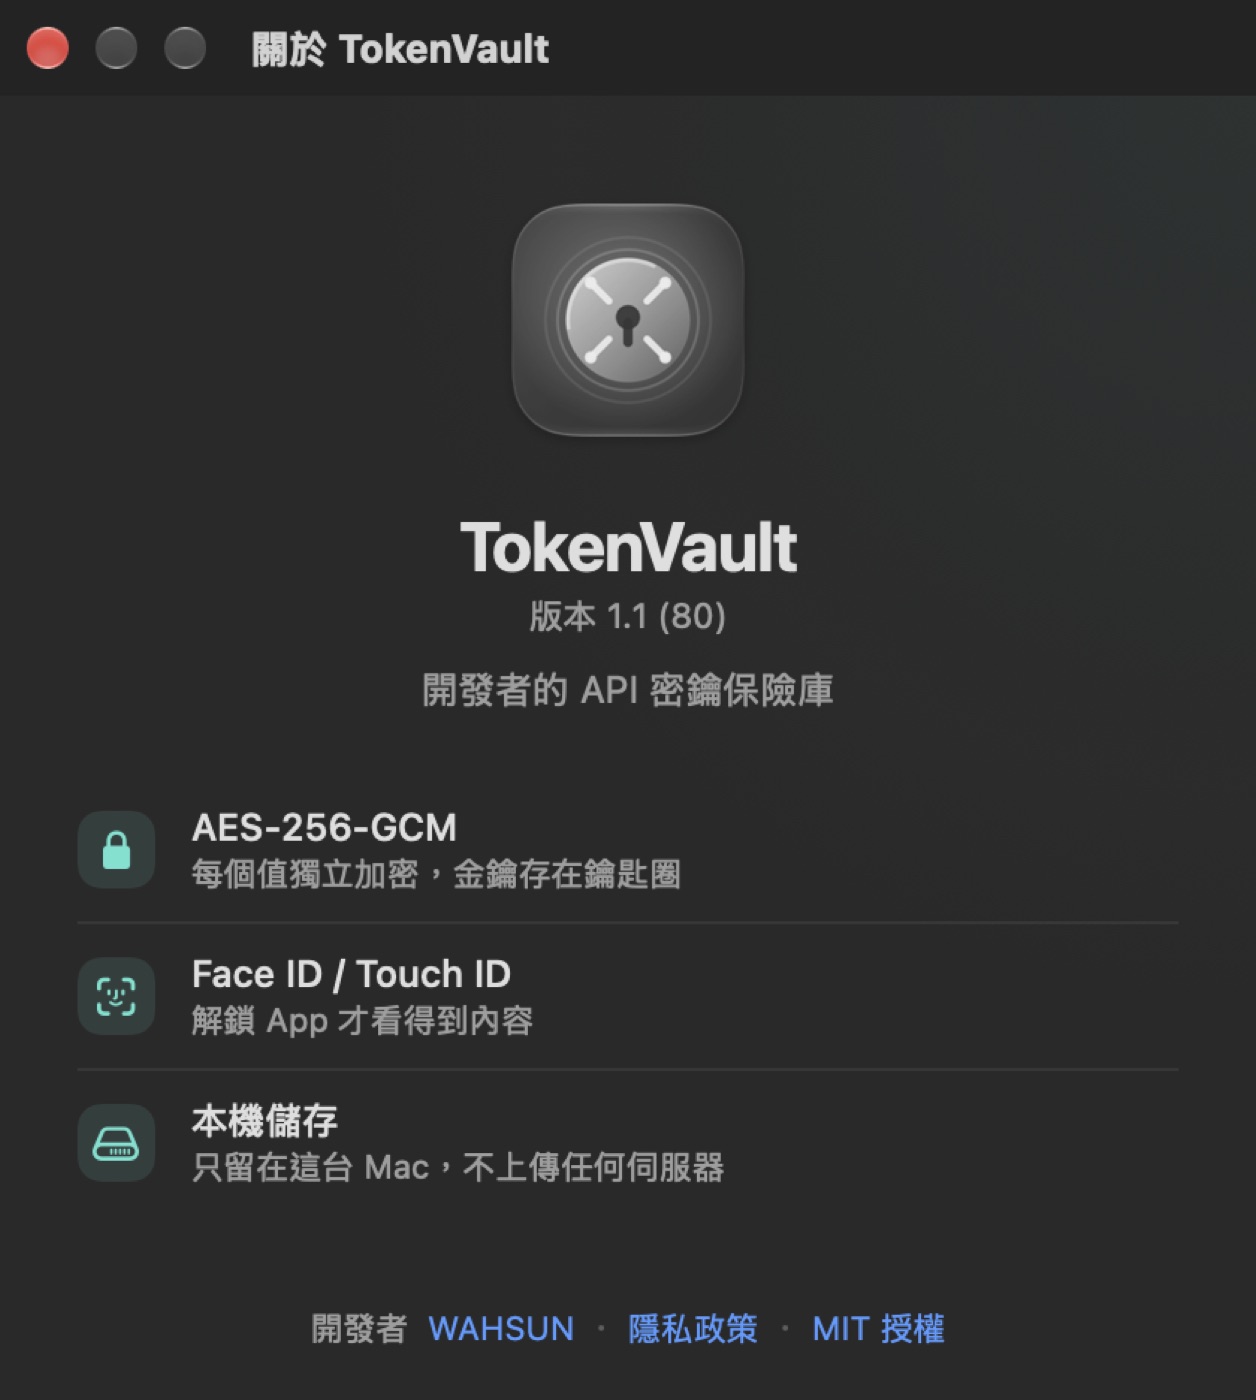 關於 TokenVault
TokenVault
版本 1.1 (80)
開發者的 API 密鑰保險庫
AES-256-GCM
每個值獨立加密，金鑰存在鑰匙圈
Face ID / Touch ID
解鎖 App 才看得到內容
本機儲存
只留在這台 Mac，不上傳任何伺服器
開發者 WAHSUN · 隱私政策 · MIT 授權